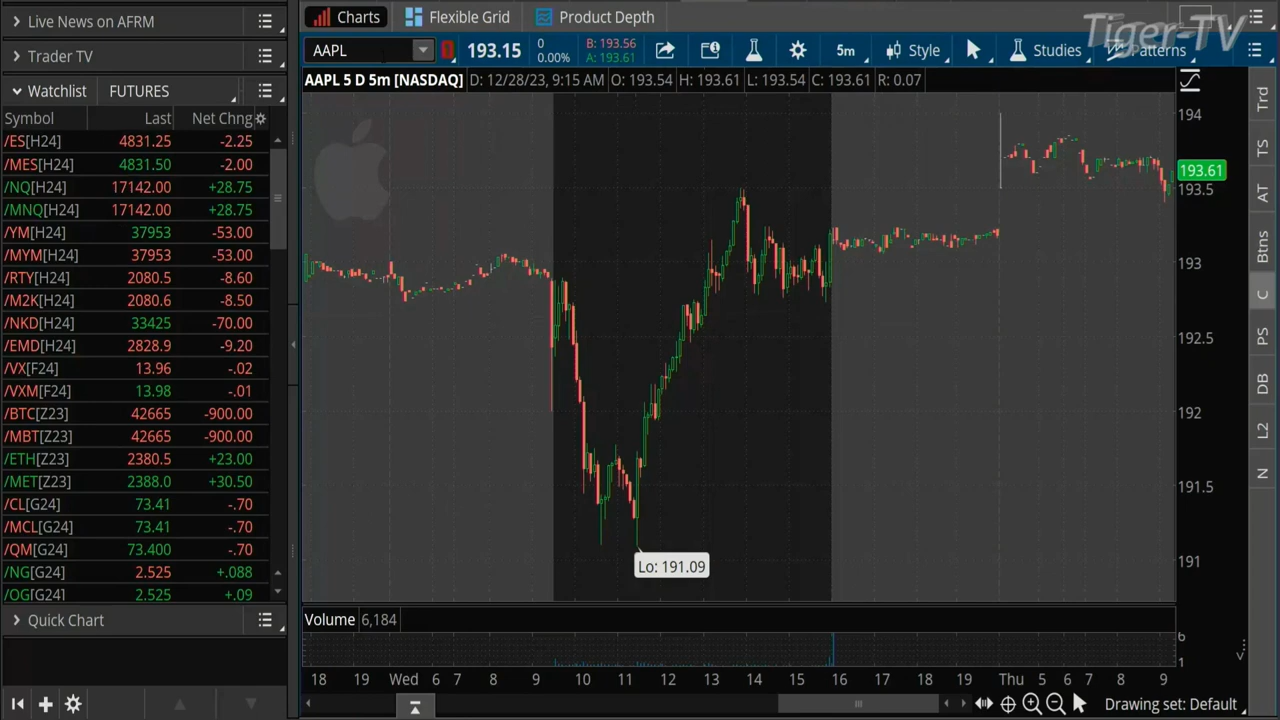 Live News on AFRM
Trader TV
Watchlist FUTURES
Symbol Last Net Chng
/ES[H24] 4831.25 -2.25
/MES[H24] 4831.50 -2.00
/NQ[H24] 17142.00 +28.75
/MNQ[H24] 17142.00 +28.75
/YM[H24] 37953 -53.00
/MYM[H24] 37953 -53.00
/RTY[H24] 2080.5 -8.60
/M2K[H24] 2080.6 -8.50
/NKD[H24] 33425 -70.00
/EMD[H24] 2828.9 -9.20
/VX[F24] 13.96 -.02
/VXM[F24] 13.98 -.01
/BTC[Z23] 42665 -900.00
/MBT[Z23] 42665 -900.00
/ETH[Z23] 2380.5 +23.00
/MET[Z23] 2388.0 +30.50
/CL[G24] 73.41 -.70
/MCL[G24] 73.41 -.70
/QM[G24] 73.400 -.70
/NG[G24] 2.525 +.088
/OG[G24] 2.525 +.09
Quick Chart
Charts Flexible Grid Product Depth
Tiger-TV
AAPL 193.15 0 0.00% B: 193.56 A: 193.61 5m Style Studies Patterns
AAPL 5 D 5m [NASDAQ] D: 12/28/23, 9:15 AM O: 193.54 H: 193.61 L: 193.54 C: 193.61 R: 0.07
194
193.61
193.5
193
192.5
192
191.5
191
Lo: 191.09
Volume 6,184
6
1
18 19 Wed 6 7 8 9 10 11 12 13 14 15 16 17 18 19 Thu 5 6 7 8 9
Drawing set: Default
Trd
TS
AT
Btns
C
PS
DB
L2
N